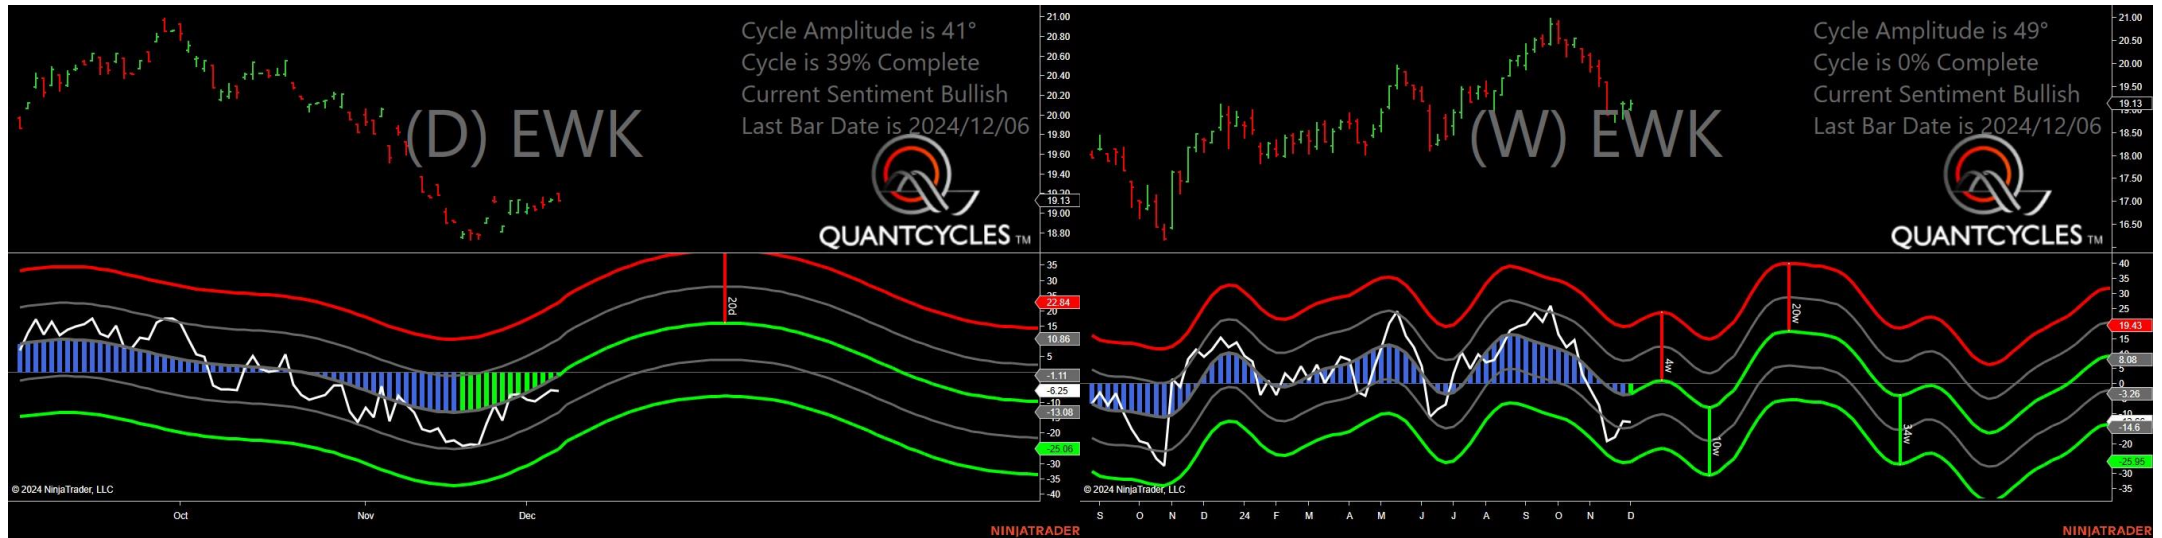 Cycle Amplitude is 41°
Cycle is 39% Complete
Current Sentiment Bullish
Last Bar Date is 2024/12/06
(D) EWK
QUANTCYCLES TM
21.00
20.80
20.60
20.40
20.20
20.00
19.80
19.60
19.40
19.20
19.13
19.00
18.80
35
30
22.84
20
15
10.86
5
-1.11
-6.25
-10
-13.08
-20
-25.06
-30
-35
-40
20d
© 2024 NinjaTrader, LLC
Oct
Nov
Dec
NINJATRADER
Cycle Amplitude is 49°
Cycle is 0% Complete
Current Sentiment Bullish
Last Bar Date is 2024/12/06
(W) EWK
QUANTCYCLES TM
21.00
20.50
20.00
19.50
19.13
18.50
18.00
17.50
17.00
16.50
40
35
30
25
19.43
15
8.08
5
0
-3.26
-10
-14.6
-20
-25.95
-30
-35
4w
10w
20w
34w
© 2024 NinjaTrader, LLC
S
O
N
D
24
F
M
A
M
J
J
A
S
O
N
D
NINJATRADER